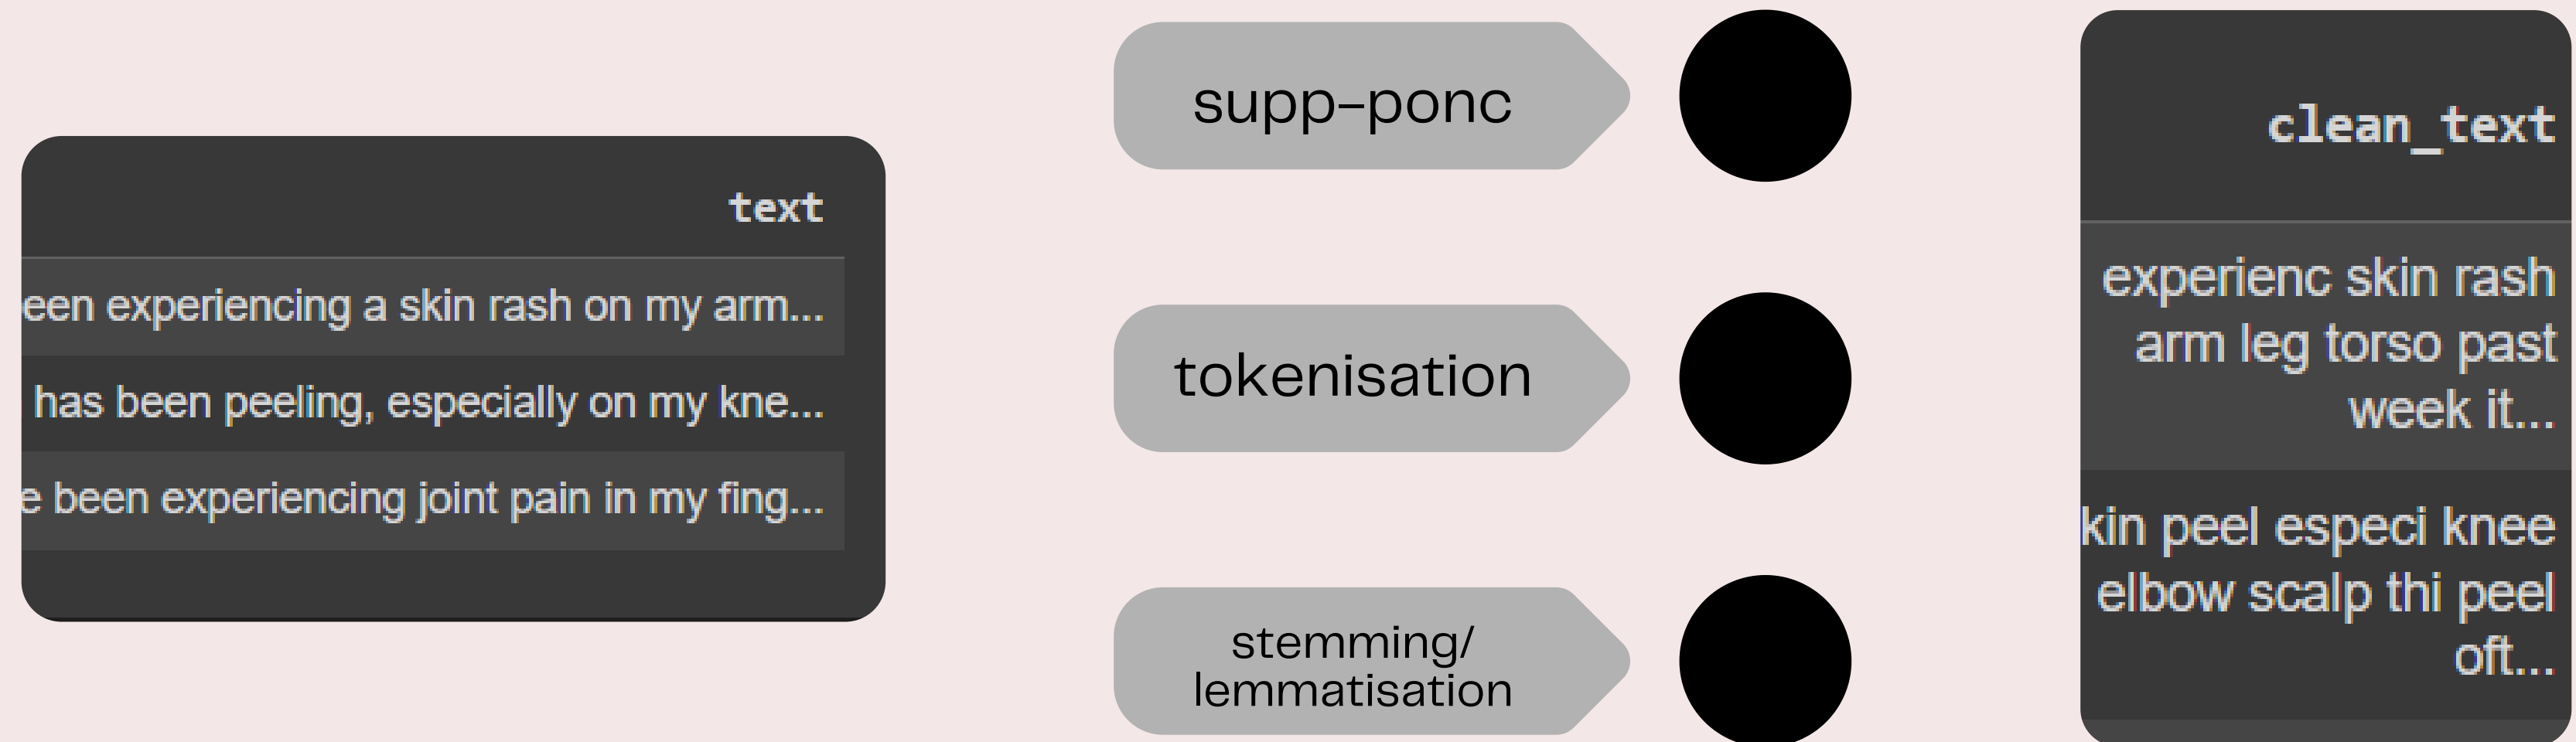 text
een experiencing a skin rash on my arm...
has been peeling, especially on my kne...
e been experiencing joint pain in my fing...
supp-ponc
tokenisation
stemming/
lemmatisation
clean_text
experienc skin rash
arm leg torso past
week it...
kin peel especi knee
elbow scalp thi peel
oft...